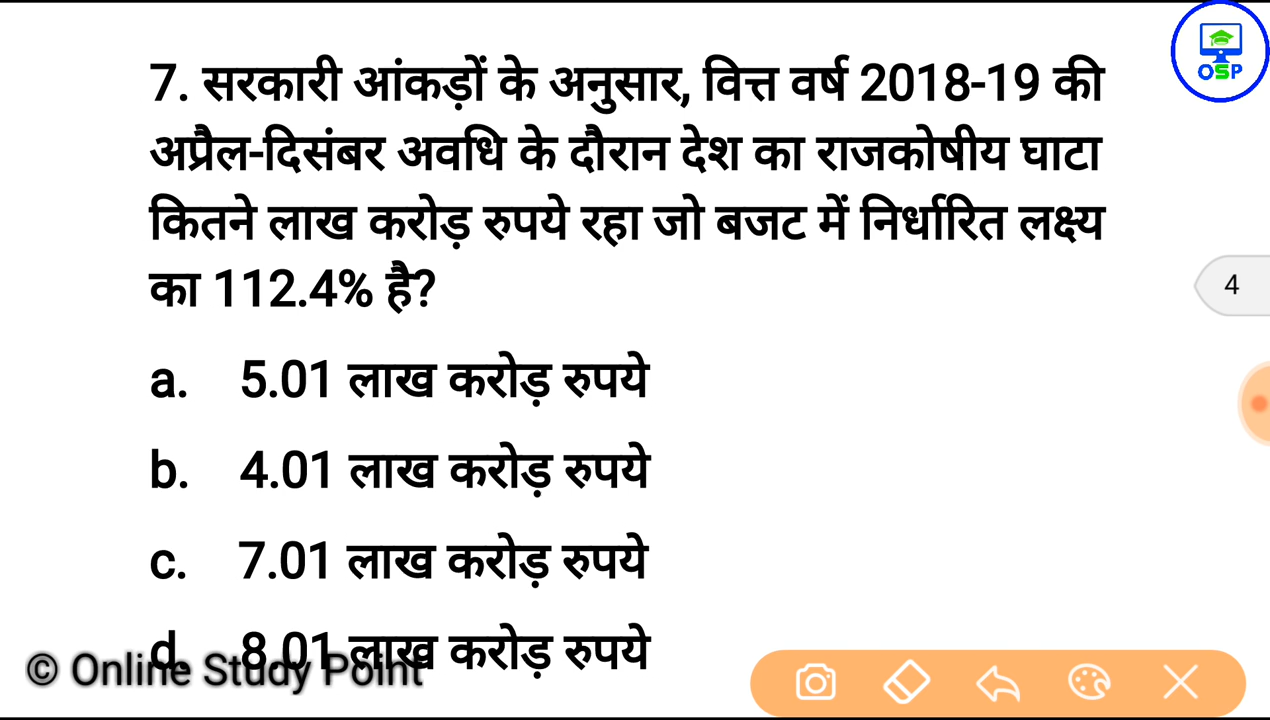 OSP
7. सरकारी आंकड़ों के अनुसार, वित्त वर्ष 2018-19 की
अप्रैल-दिसंबर अवधि के दौरान देश का राजकोषीय घाटा
कितने लाख करोड़ रुपये रहा जो बजट में निर्धारित लक्ष्य
का 112.4% है?
4
a. 5.01 लाख करोड़ रुपये
b. 4.01 लाख करोड़ रुपये
c. 7.01 लाख करोड़ रुपये
d. 8.01 लाख करोड़ रुपये
© Online Study Point